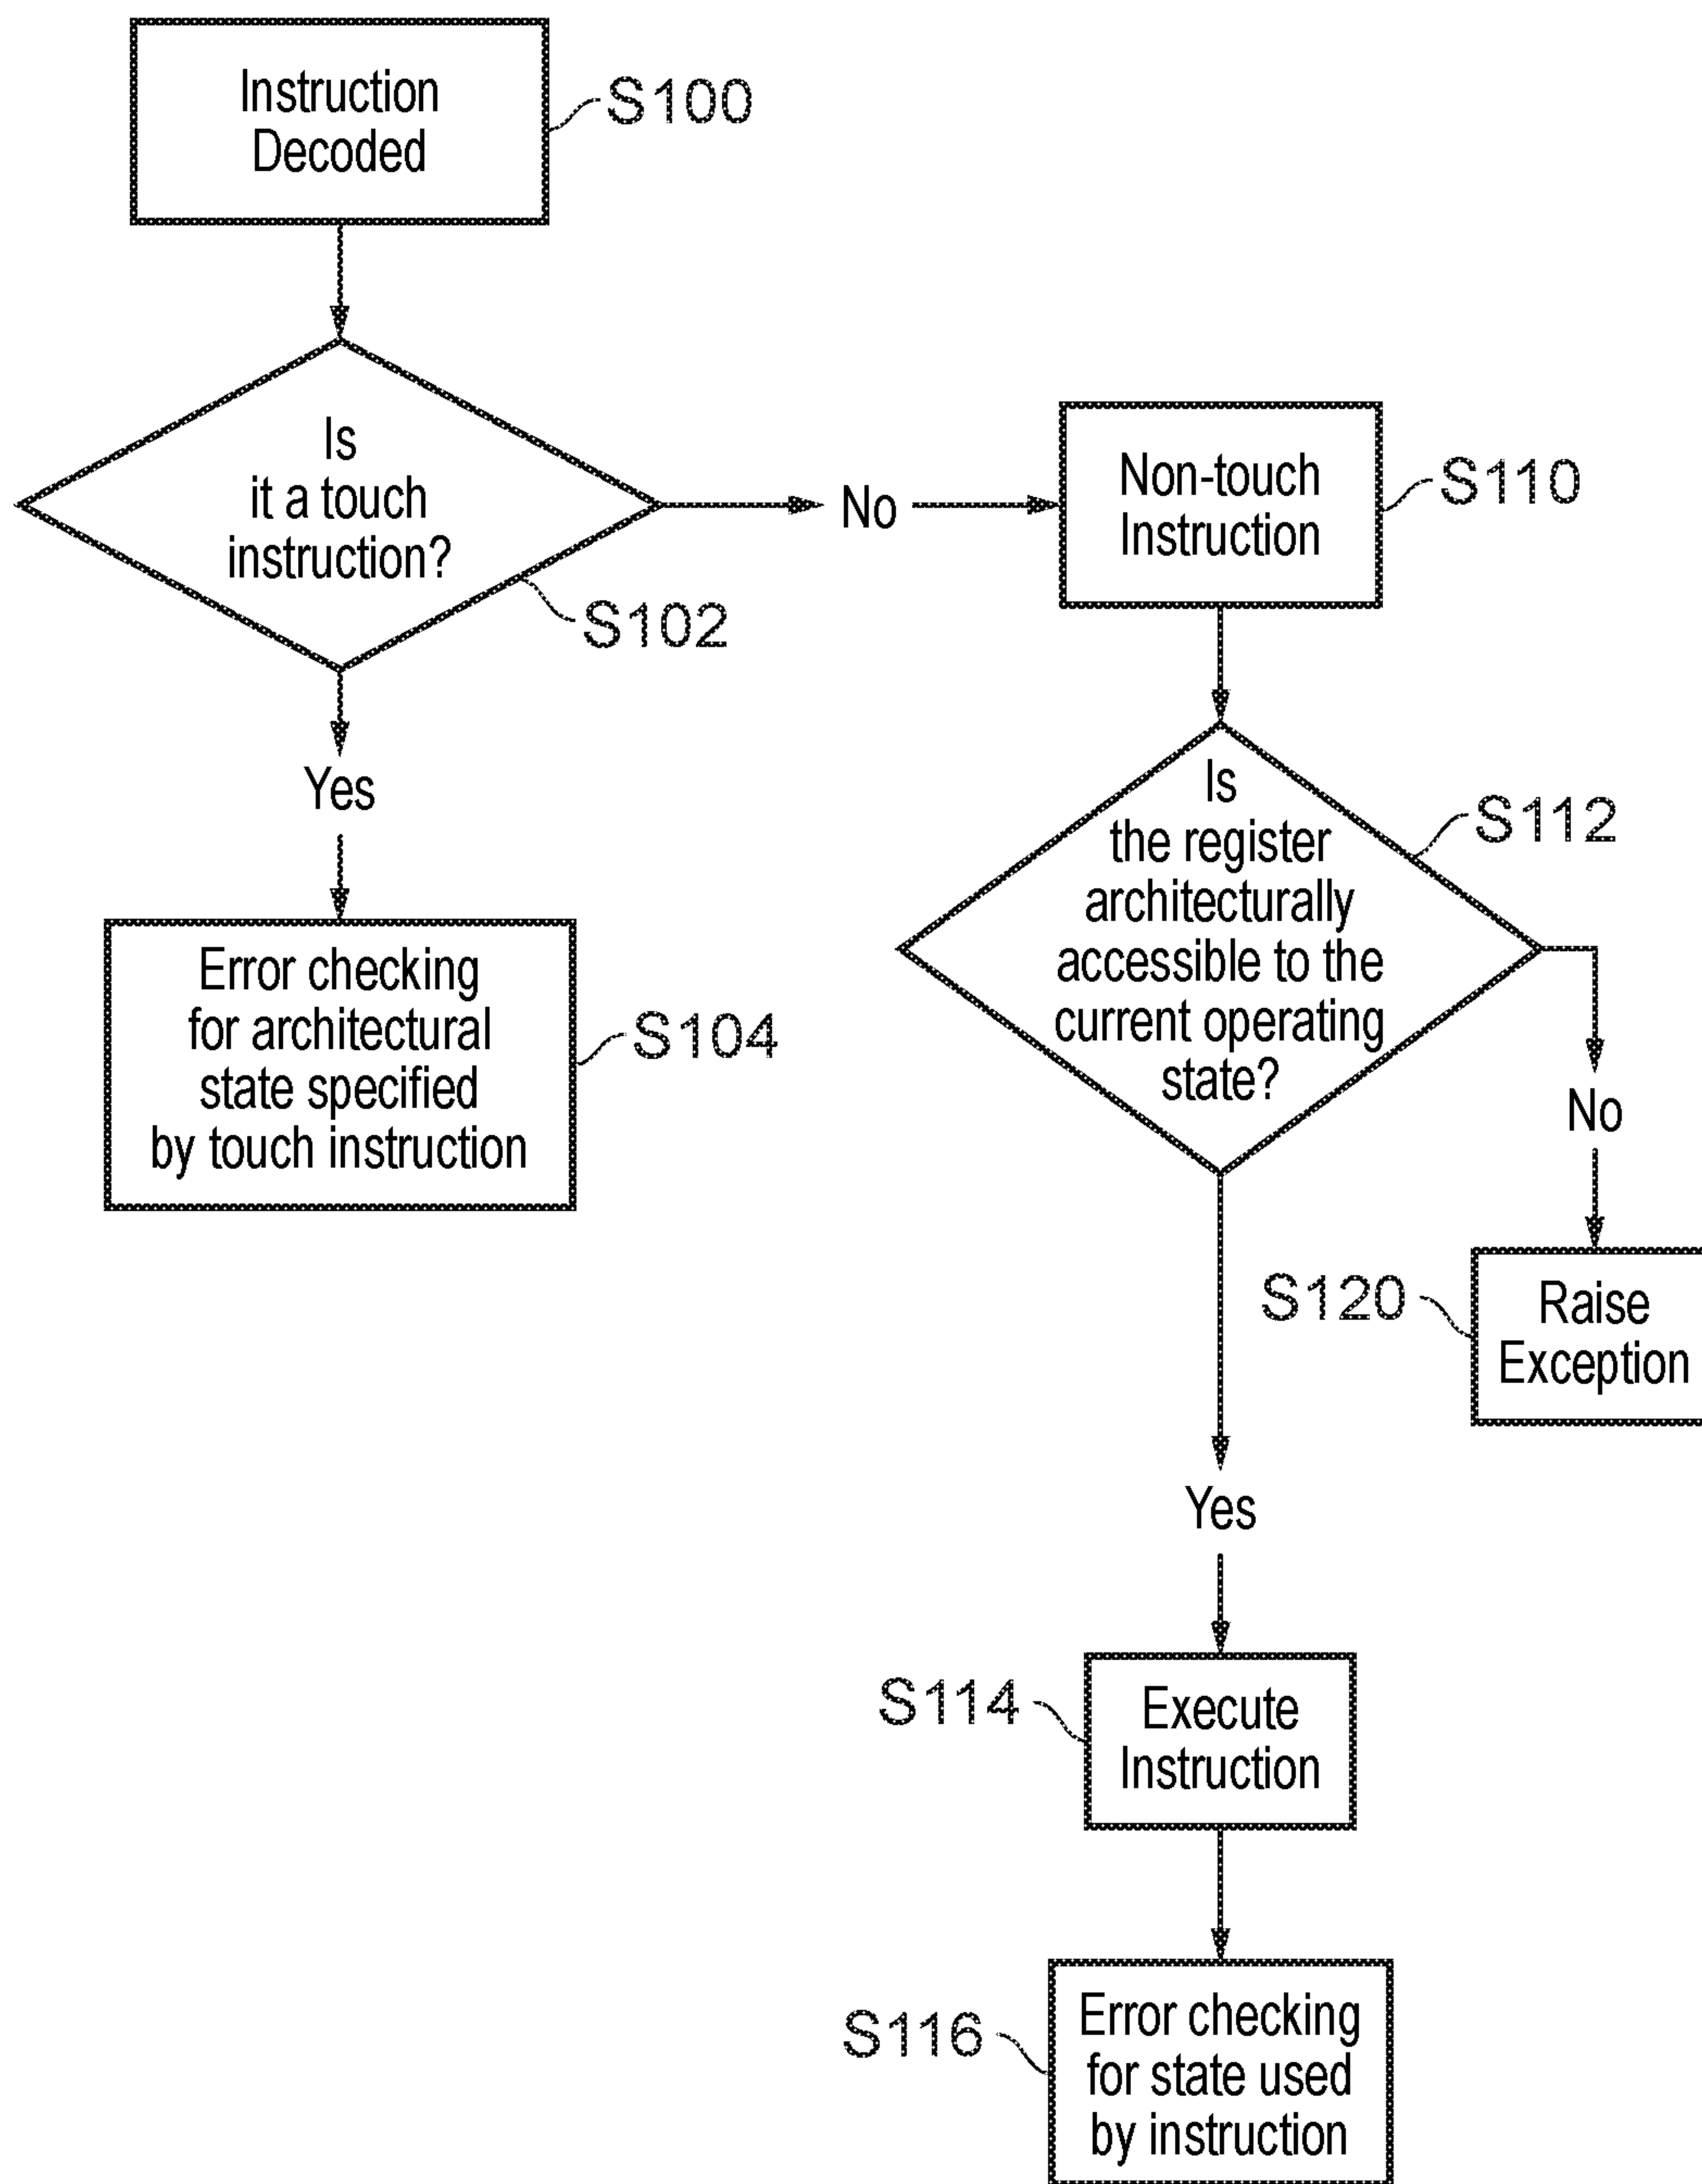 Instruction
Decoded
S100
Is
it a touch
instruction?
S102
No
Non-touch
Instruction
S110
Yes
Error checking
for architectural
state specified
by touch instruction
S104
Is
the register
architecturally
accessible to the
current operating
state?
S112
No
S120
Raise
Exception
Yes
S114
Execute
Instruction
S116
Error checking
for state used
by instruction